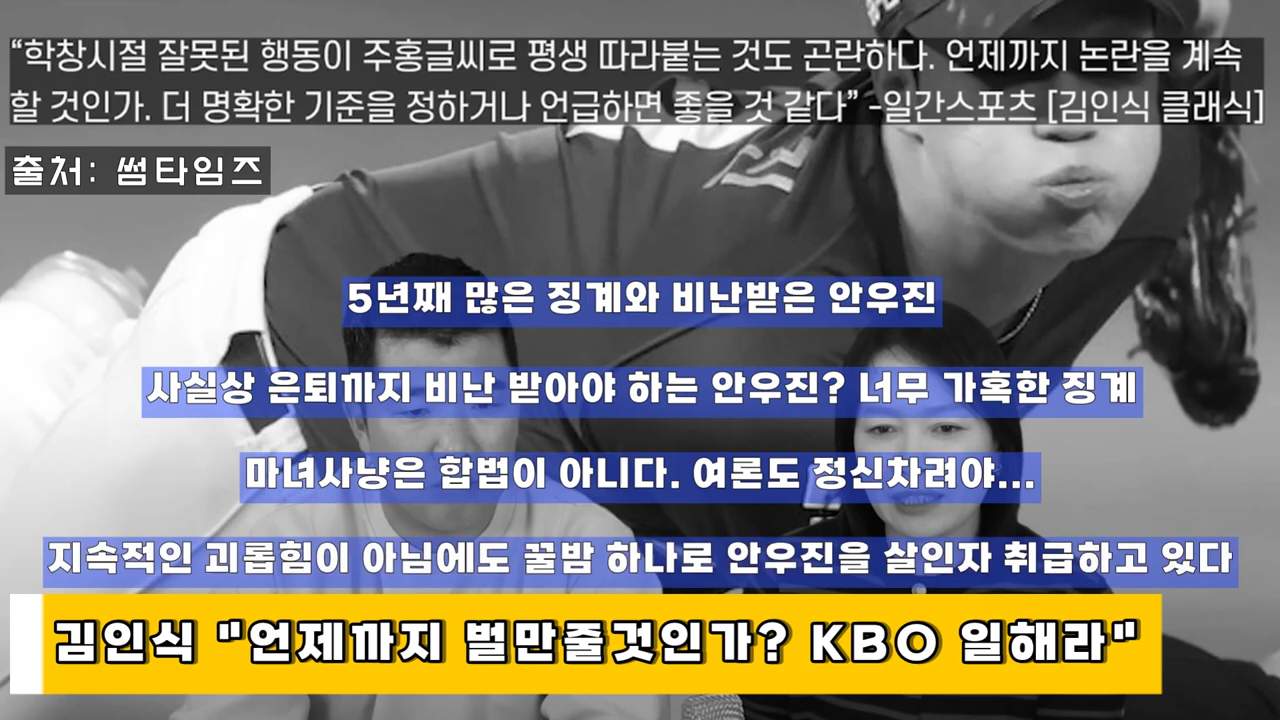 “학창시절 잘못된 행동이 주홍글씨로 평생 따라붙는 것도 곤란하다. 언제까지 논란을 계속
할 것인가. 더 명확한 기준을 정하거나 언급하면 좋을 것 같다” -일간스포츠 [김인식 클래식]
출처: 썸타임즈
5년째 많은 징계와 비난받은 안우진
사실상 은퇴까지 비난 받아야 하는 안우진? 너무 가혹한 징계
마녀사냥은 합법이 아니다. 여론도 정신차려야...
지속적인 괴롭힘이 아님에도 꿀밤 하나로 안우진을 살인자 취급하고 있다
김인식 "언제까지 벌만줄것인가? KBO 일해라"